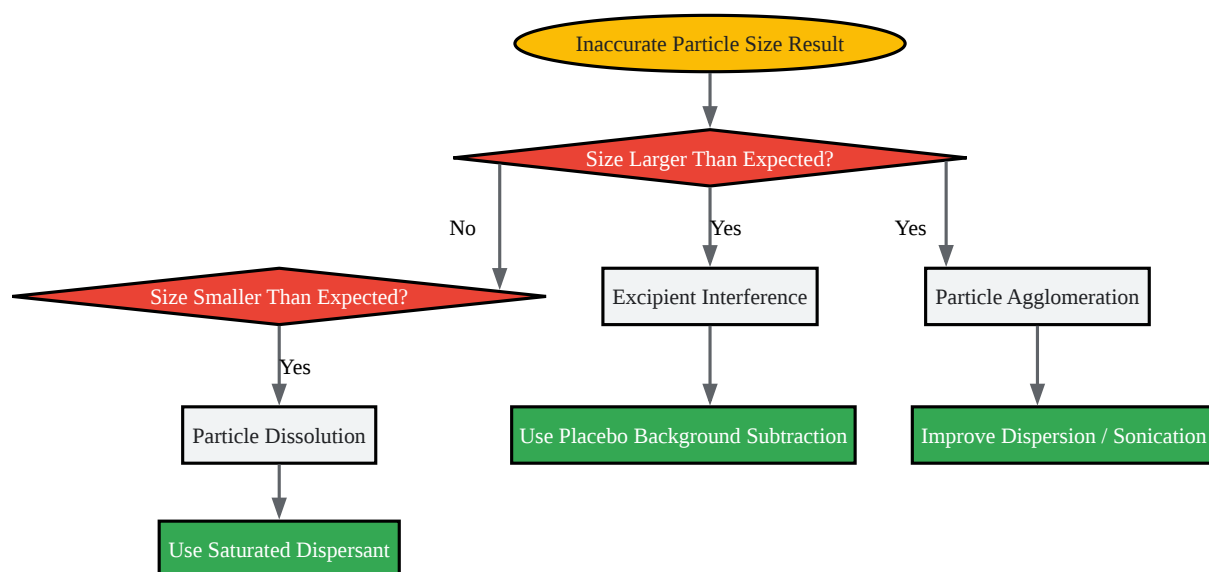 Inaccurate Particle Size Result
Size Larger Than Expected?
No
Yes
Yes
Size Smaller Than Expected?
Excipient Interference
Particle Agglomeration
Yes
Particle Dissolution
Use Placebo Background Subtraction
Improve Dispersion / Sonication
Use Saturated Dispersant